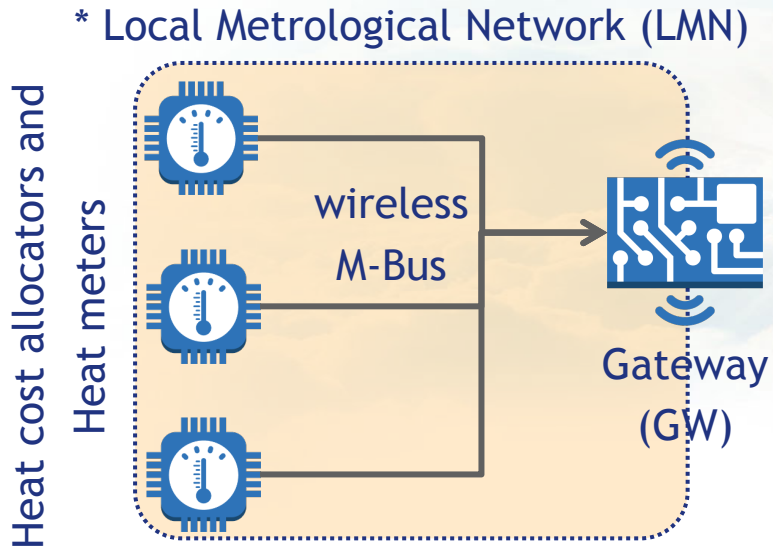 * Local Metrological Network (LMN)
Heat cost allocators and
Heat meters
wireless
M-Bus
Gateway
(GW)